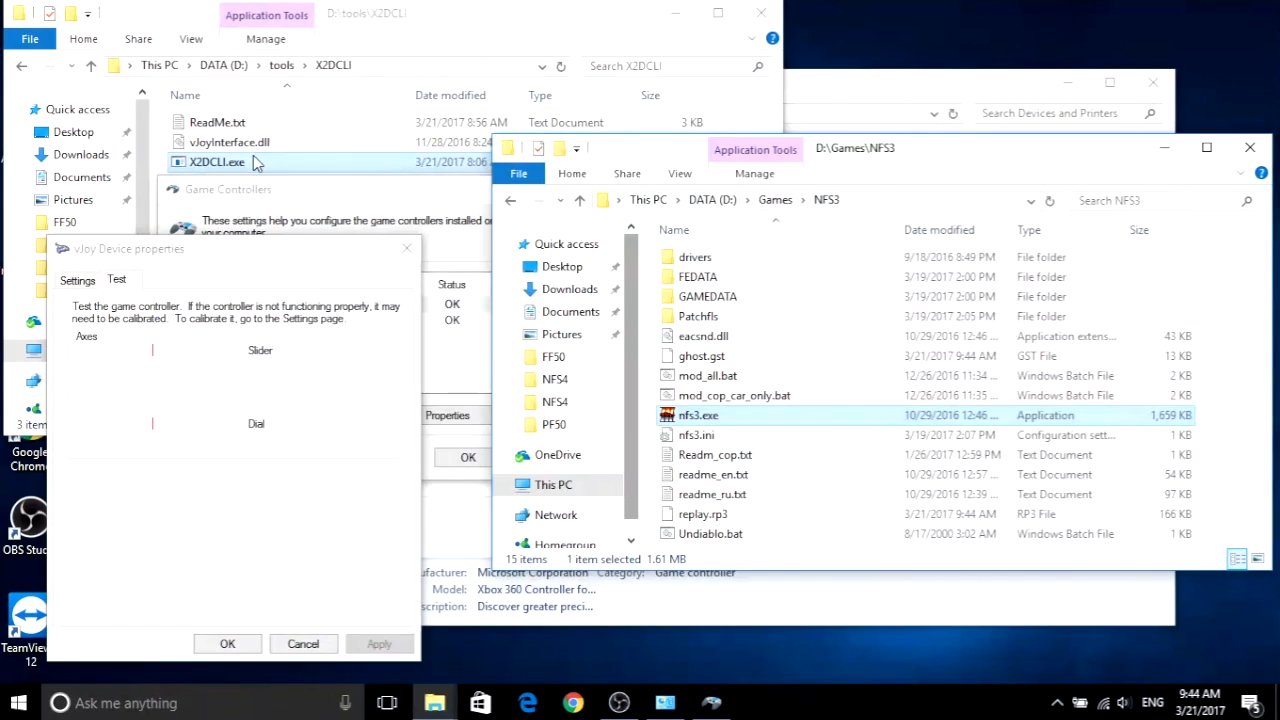 Application Tools
D:\tools\X2DCLI
File Home Share View Manage
This PC DATA (D:) tools X2DCLI
Search X2DCLI
Quick access
Desktop
Downloads
Documents
Pictures
FF50
3 item
Name Date modified Type Size
ReadMe.txt 3/21/2017 8:56 AM Text Document 3 KB
vJoyInterface.dll 11/28/2016 8:24
X2DCLI.exe 3/21/2017 8:06
Search Devices and Printers
Game Controllers
These settings help you configure the game controllers installed on
your computer.
Status
OK
OK
Properties
OK
vJoy Device properties
Settings Test
Test the game controller. If the controller is not functioning properly, it may
need to be calibrated. To calibrate it, go to the Settings page.
Axes
Slider
Dial
OK Cancel Apply
Application Tools
D:\Games\NFS3
File Home Share View Manage
This PC DATA (D:) Games NFS3
Search NFS3
Quick access
Desktop
Downloads
Documents
Pictures
FF50
NFS4
NFS4
PF50
OneDrive
This PC
Network
Homegroup
Name Date modified Type Size
drivers 9/18/2016 8:49 PM File folder
FEDATA 3/19/2017 2:00 PM File folder
GAMEDATA 3/19/2017 2:00 PM File folder
Patchfls 3/19/2017 2:05 PM File folder
eacsnd.dll 10/29/2016 12:46 ... Application extens... 43 KB
ghost.gst 3/21/2017 9:44 AM GST File 13 KB
mod_all.bat 12/26/2016 11:34 ... Windows Batch File 2 KB
mod_cop_car_only.bat 12/26/2016 11:35 ... Windows Batch File 2 KB
nfs3.exe 10/29/2016 12:46 ... Application 1,659 KB
nfs3.ini 3/19/2017 2:07 PM Configuration sett... 1 KB
Readm_cop.txt 1/26/2017 12:59 PM Text Document 1 KB
readme_en.txt 10/29/2016 12:57 ... Text Document 54 KB
readme_ru.txt 10/29/2016 12:39 ... Text Document 97 KB
replay.rp3 3/21/2017 9:44 AM RP3 File 166 KB
Undiablo.bat 8/17/2000 3:02 AM Windows Batch File 1 KB
15 items 1 item selected 1.61 MB
ufacturer: Microsoft Corporation Category: Game controller
Model: Xbox 360 Controller fo...
scription: Discover greater preci...
Google
Chrome
OBS Stud
TeamView
12
Ask me anything
ENG
9:44 AM
3/21/2017
5